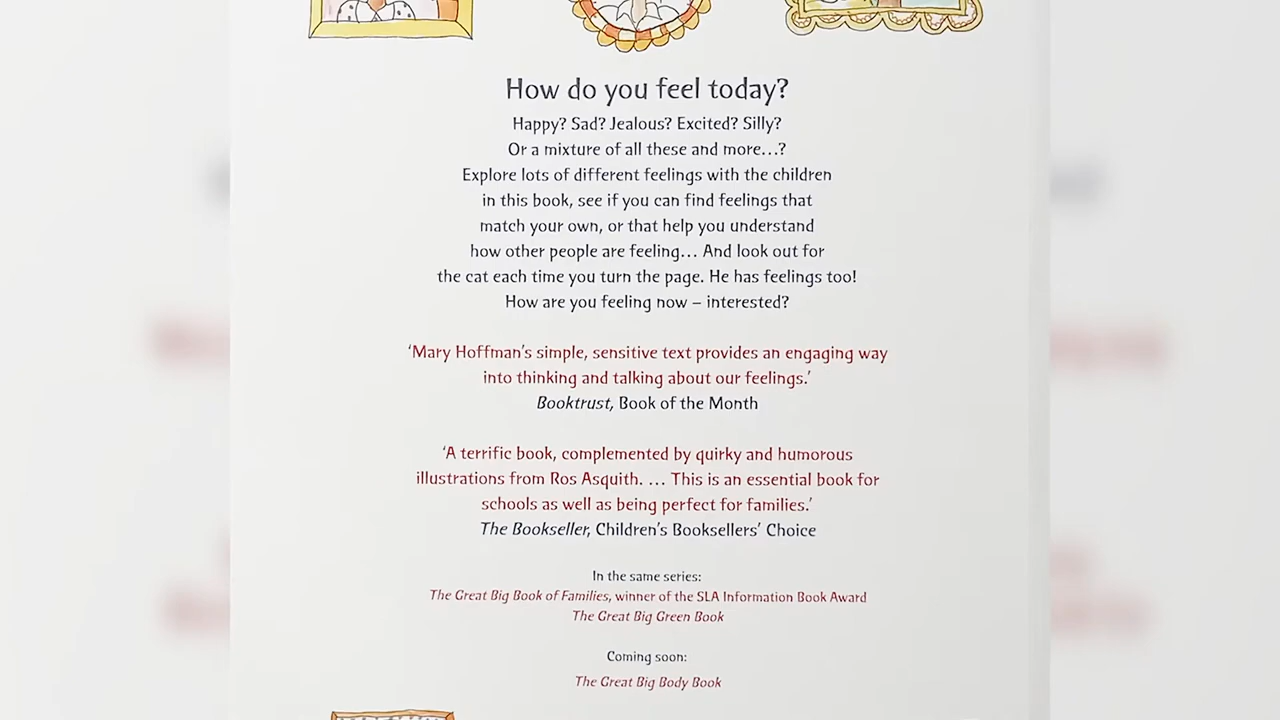 How do you feel today?
Happy? Sad? Jealous? Excited? Silly?
Or a mixture of all these and more...?
Explore lots of different feelings with the children
in this book, see if you can find feelings that
match your own, or that help you understand
how other people are feeling... And look out for
the cat each time you turn the page. He has feelings too!
How are you feeling now – interested?
‘Mary Hoffman’s simple, sensitive text provides an engaging way
into thinking and talking about our feelings.’
Booktrust, Book of the Month
‘A terrific book, complemented by quirky and humorous
illustrations from Ros Asquith. ... This is an essential book for
schools as well as being perfect for families.’
The Bookseller, Children’s Booksellers’ Choice
In the same series:
The Great Big Book of Families, winner of the SLA Information Book Award
The Great Big Green Book
Coming soon:
The Great Big Body Book